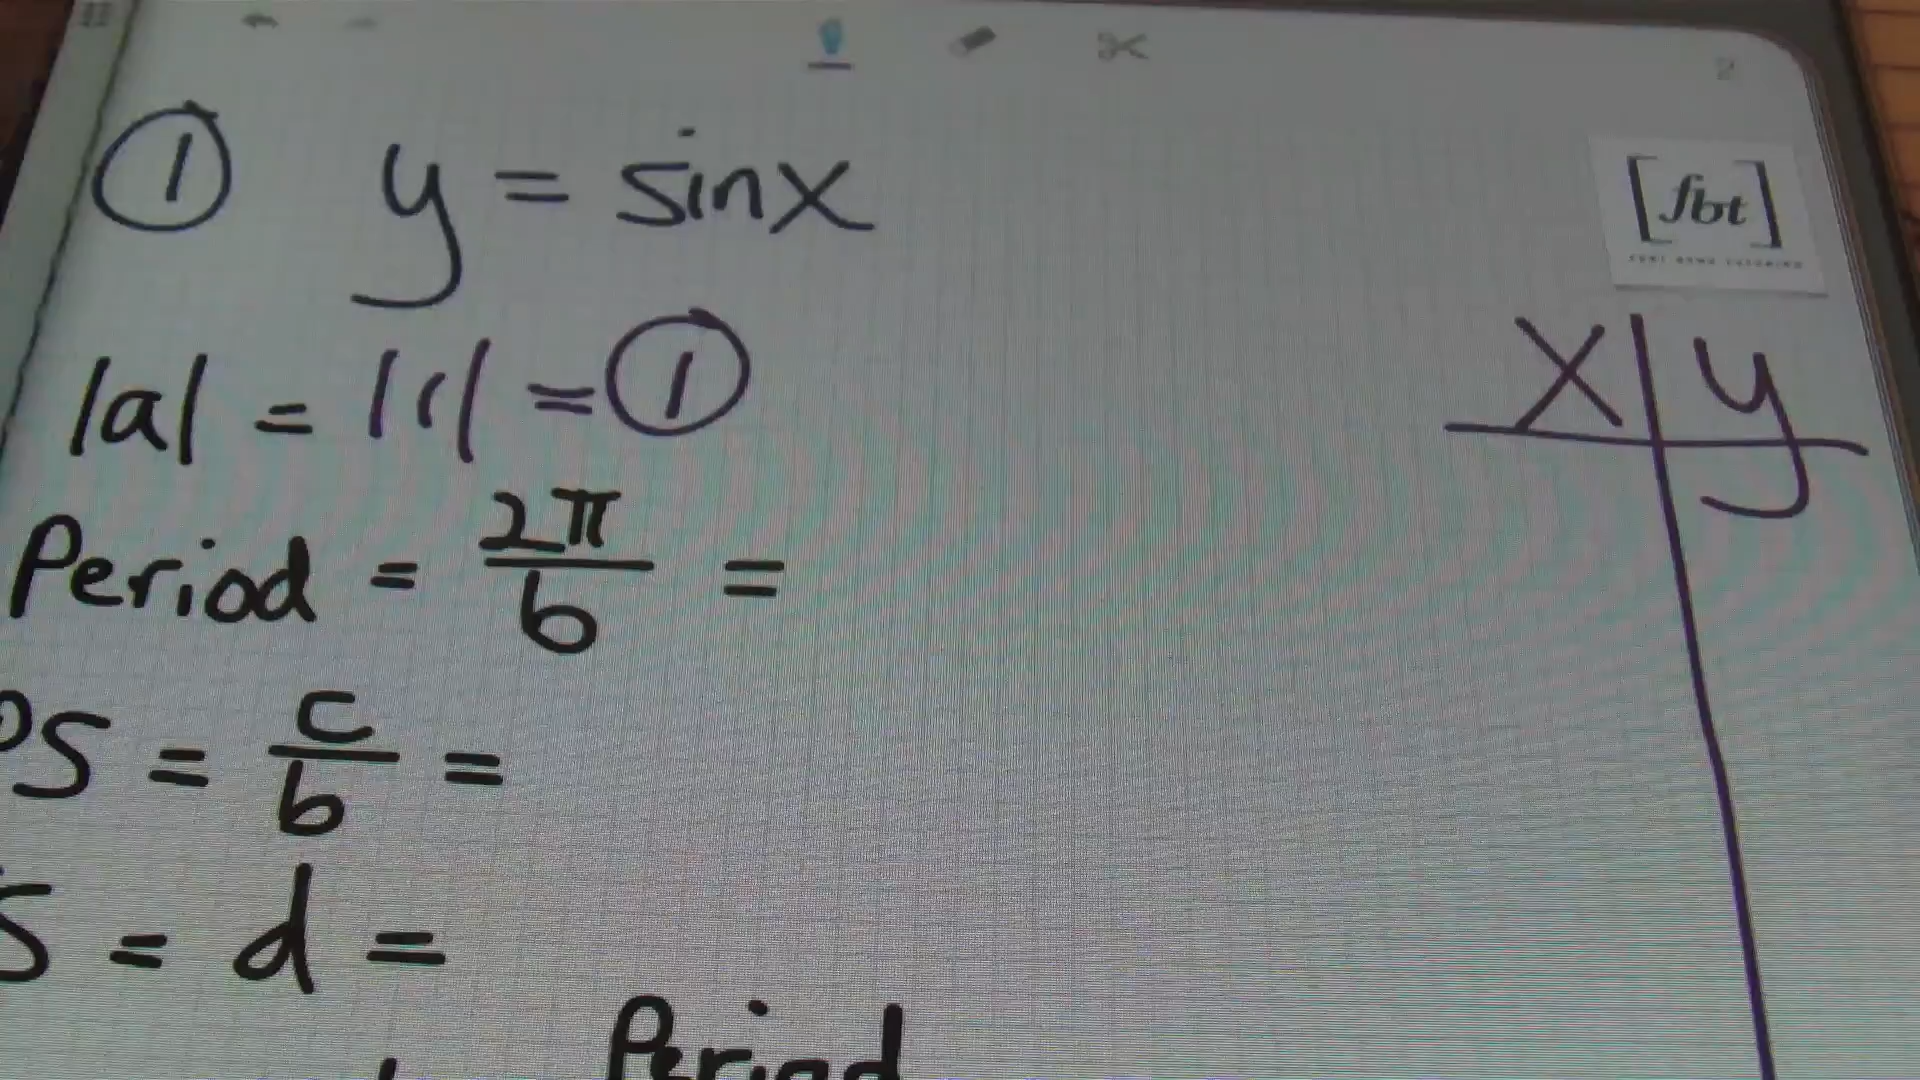 ① y = sinx
[fbt]
|a| = |1| = ①
x | y
Period = 2π/b =
PS = c/b =
S = d =
Period